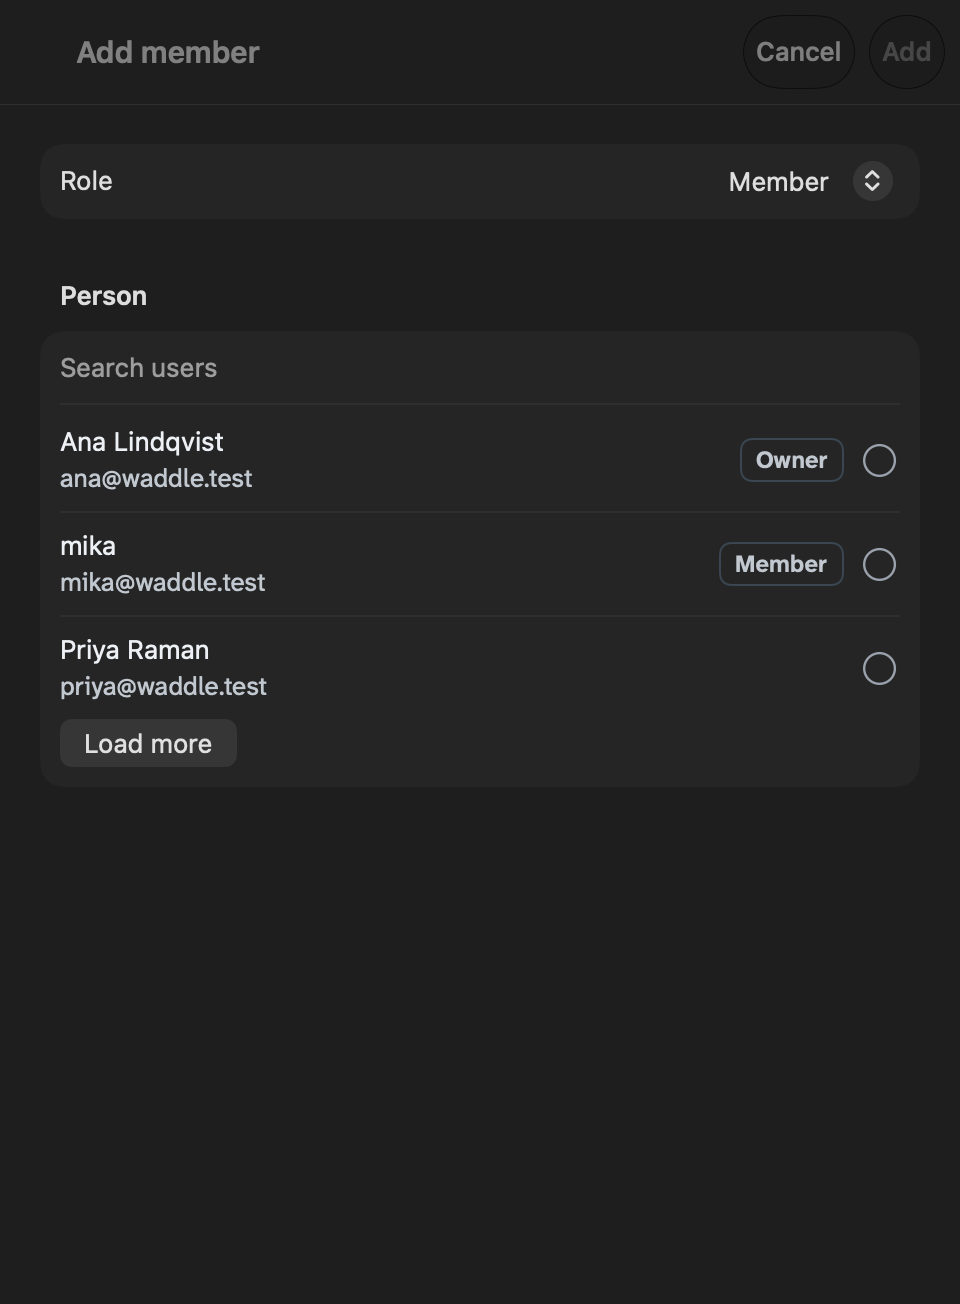 Add member
Cancel
Add
Role
Member
Person
Search users
Ana Lindqvist
ana@waddle.test
Owner
mika
mika@waddle.test
Member
Priya Raman
priya@waddle.test
Load more